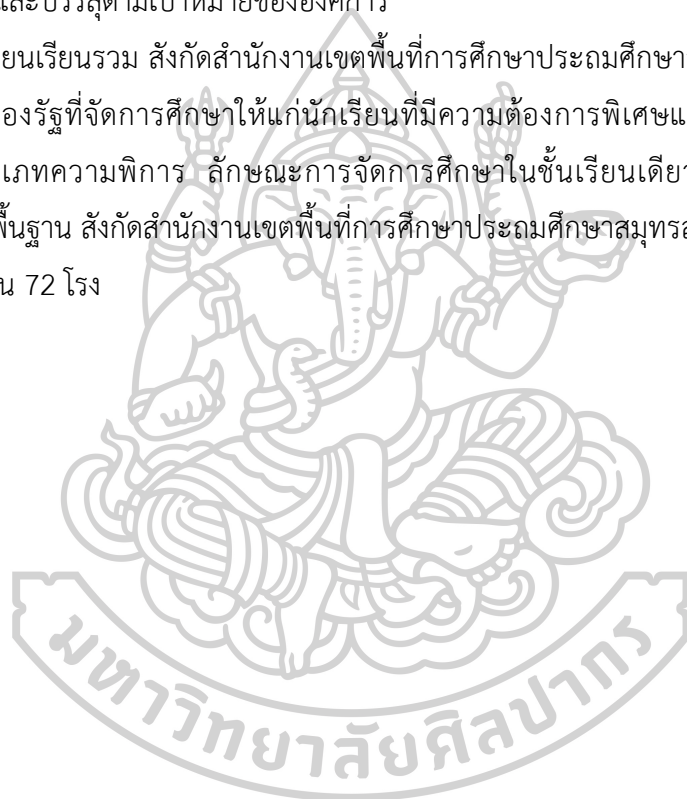 และบรรลุตามเป้าหมายขององค์การ
ยนเรียนรวม สังกัดสำนักงานเขตพื้นที่การศึกษาประถมศึกษา
องรัฐที่จัดการศึกษาให้แก่นักเรียนที่มีความต้องการพิเศษแ
เภทความพิการ ลักษณะการจัดการศึกษาในชั้นเรียนเดียว
พื้นฐาน สังกัดสำนักงานเขตพื้นที่การศึกษาประถมศึกษาสมุทรส
น 72 โรง
มหาวิทยาลัยศิลปากร